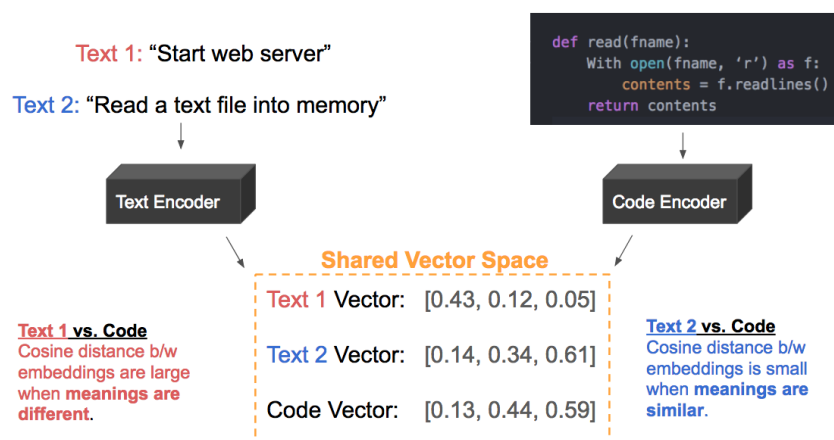 Text 1: “Start web server”
Text 2: “Read a text file into memory”
def read(fname):
With open(fname, ‘r’) as f:
contents = f.readlines()
return contents
Text Encoder
Code Encoder
Shared Vector Space
Text 1 Vector: [0.43, 0.12, 0.05]
Text 2 Vector: [0.14, 0.34, 0.61]
Code Vector: [0.13, 0.44, 0.59]
Text 1 vs. Code
Cosine distance b/w
embeddings are large
when meanings are
different.
Text 2 vs. Code
Cosine distance b/w
embeddings is small
when meanings are
similar.